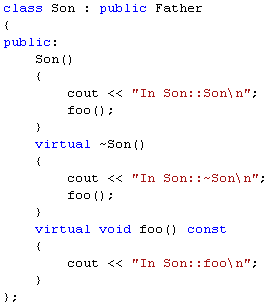 class Son : public Father
{
public:
    Son()
    {
        cout << "In Son::Son\n";
        foo();
    }
    virtual ~Son()
    {
        cout << "In Son::~Son\n";
        foo();
    }
    virtual void foo() const
    {
        cout << "In Son::foo\n";
    }
};